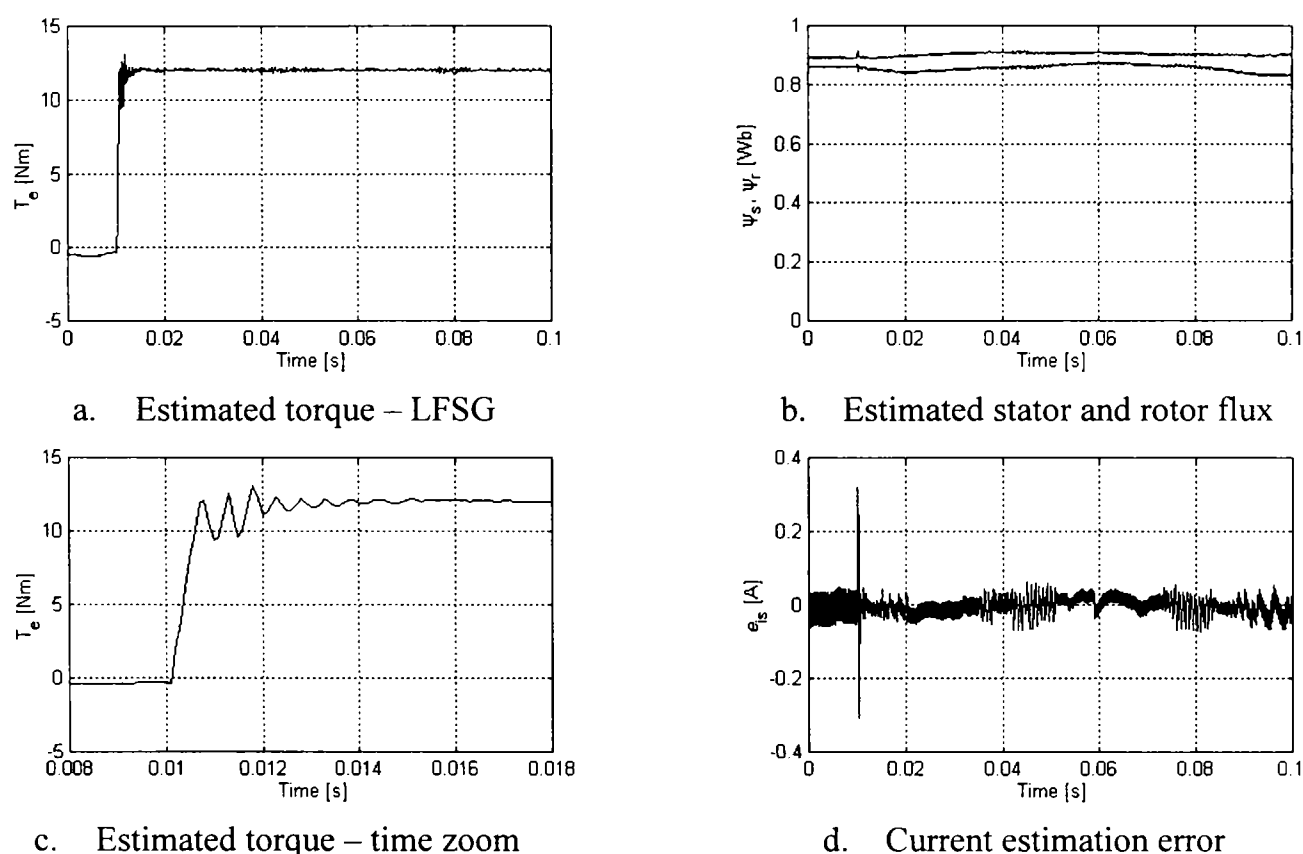 15
10
5
0
-5
T_e [Nm]
0 0.02 0.04 0.06 0.08 0.1
Time [s]
a. Estimated torque – LFSG
1
0.8
0.6
0.4
0.2
0
Ψ_s, Ψ_r [Wb]
0 0.02 0.04 0.06 0.08 0.1
Time [s]
b. Estimated stator and rotor flux
15
10
5
0
-5
T_e [Nm]
0.008 0.01 0.012 0.014 0.016 0.018
Time [s]
c. Estimated torque – time zoom
0.4
0.2
0
-0.2
-0.4
e_is [A]
0 0.02 0.04 0.06 0.08 0.1
Time [s]
d. Current estimation error